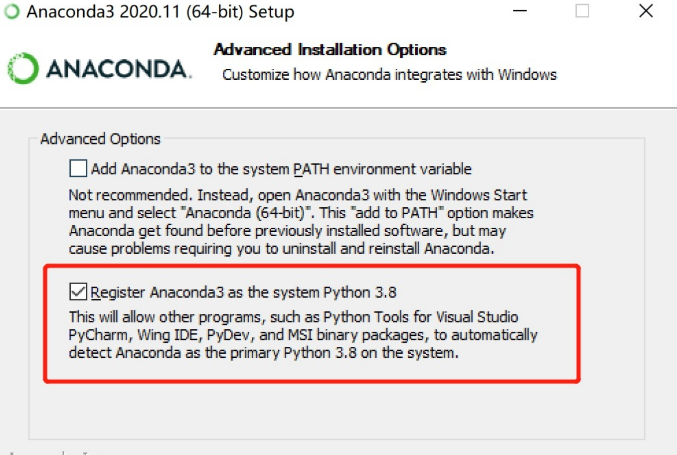 Anaconda3 2020.11 (64-bit) Setup
ANACONDA.
Advanced Installation Options
Customize how Anaconda integrates with Windows
Advanced Options
Add Anaconda3 to the system PATH environment variable
Not recommended. Instead, open Anaconda3 with the Windows Start
menu and select "Anaconda (64-bit)". This "add to PATH" option makes
Anaconda get found before previously installed software, but may
cause problems requiring you to uninstall and reinstall Anaconda.
Register Anaconda3 as the system Python 3.8
This will allow other programs, such as Python Tools for Visual Studio
PyCharm, Wing IDE, PyDev, and MSI binary packages, to automatically
detect Anaconda as the primary Python 3.8 on the system.